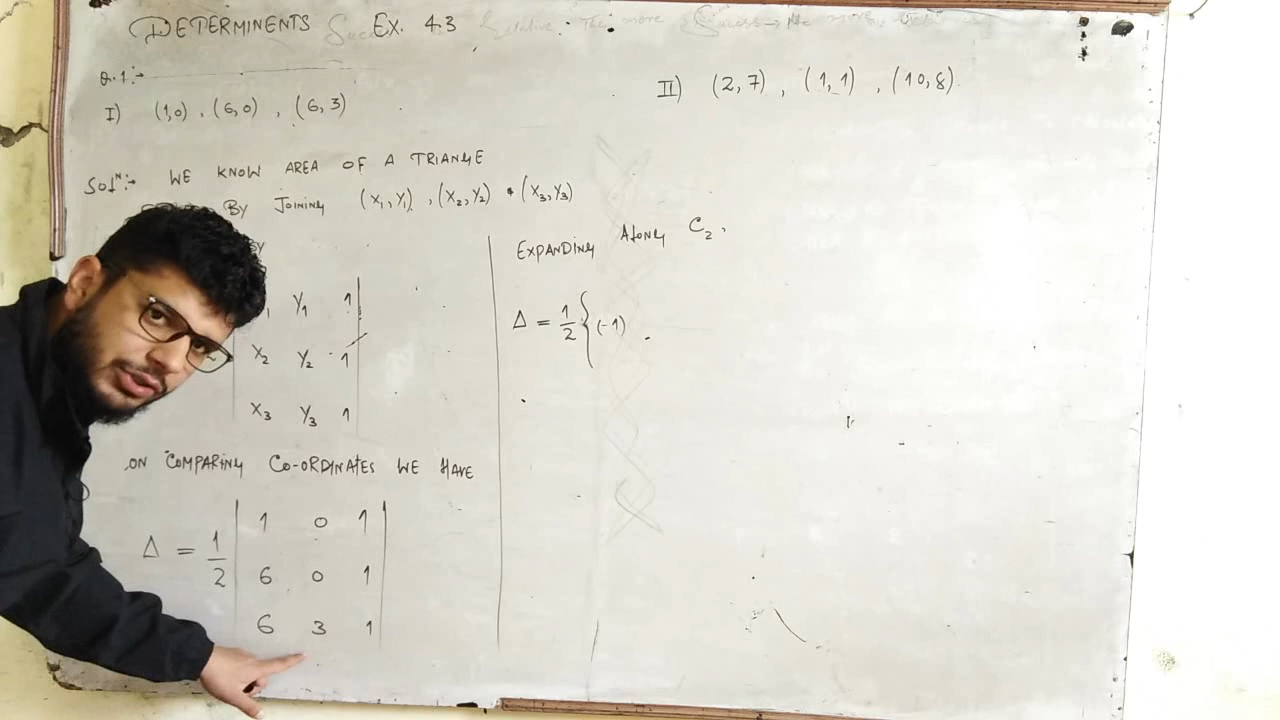 DETERMINENTS Ex. 4.3
Q.1:→
I) (1,0) , (6,0) , (6,3)
Solᴺ:→ WE KNOW AREA OF A TRIANGLE
BY JOINING (X₁,Y₁) , (X₂,Y₂) & (X₃,Y₃)
BY
Y₁ 1
X₂ Y₂ 1
X₃ Y₃ 1
ON COMPARING CO-ORDINATES WE HAVE
Δ = 1/2 | 1 0 1
6 0 1
6 3 1 |
EXPANDING Along C₂,
Δ = 1/2 { (-1)
II) (2,7) , (1,1) , (10,8)